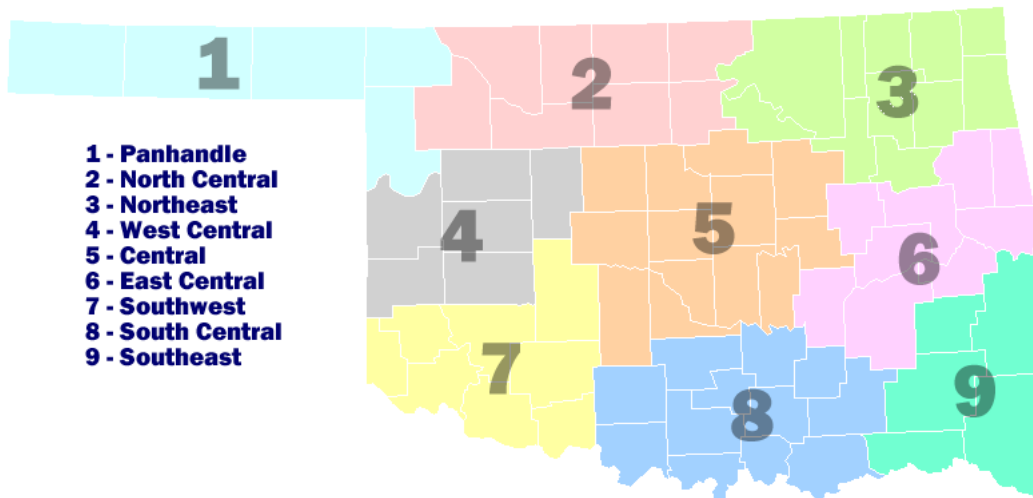 1
2
3
1 - Panhandle
2 - North Central
3 - Northeast
4 - West Central
5 - Central
6 - East Central
7 - Southwest
8 - South Central
9 - Southeast
4
5
6
7
8
9